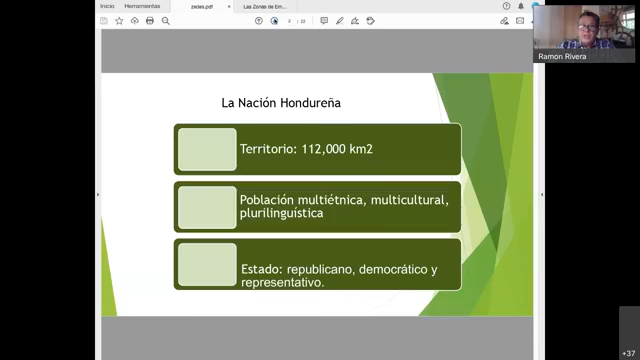 Inicio Herramientas zedes.pdf Las Zonas de Em...
/ 23
La Nación Hondureña
Territorio: 112,000 km2
Población multiétnica, multicultural,
plurilinguística
Estado: republicano, democrático y
representativo.
Ramon Rivera
+37